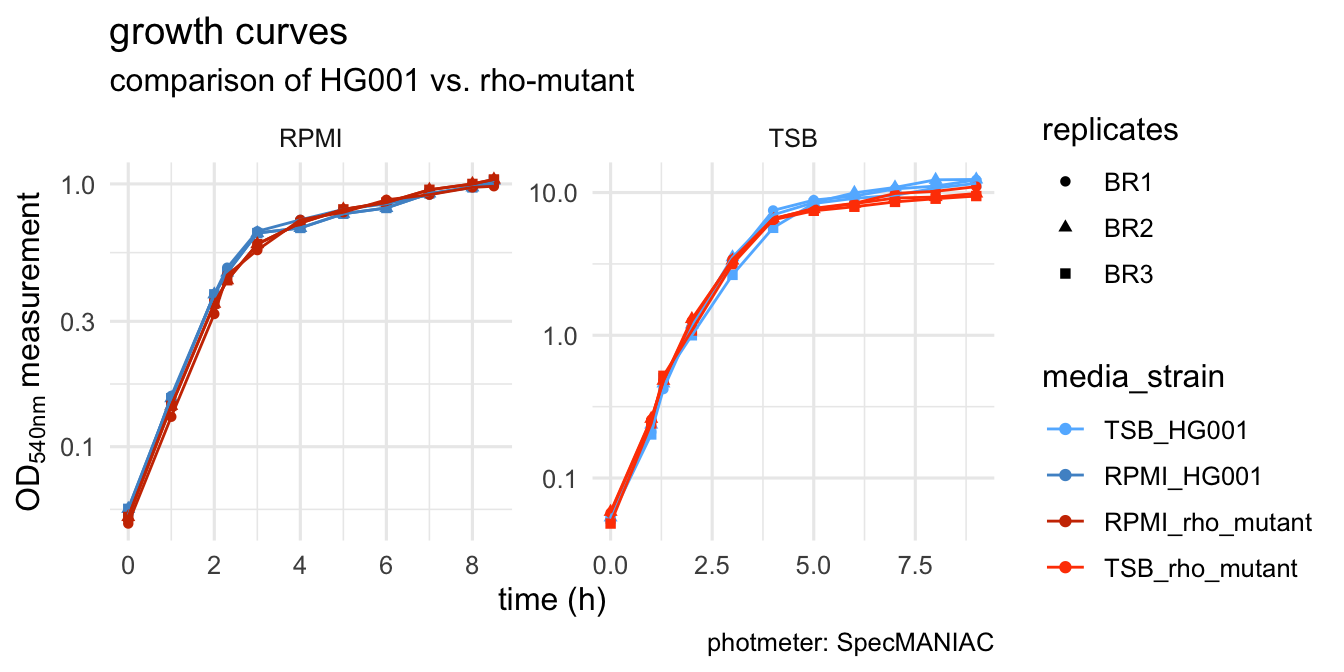 growth curves
comparison of HG001 vs. rho-mutant
RPMI
TSB
OD540nm measurement
1.0
0.3
0.1
10.0
1.0
0.1
0 2 4 6 8
0.0 2.5 5.0 7.5
time (h)
photmeter: SpecMANIAC
replicates
BR1
BR2
BR3
media_strain
TSB_HG001
RPMI_HG001
RPMI_rho_mutant
TSB_rho_mutant